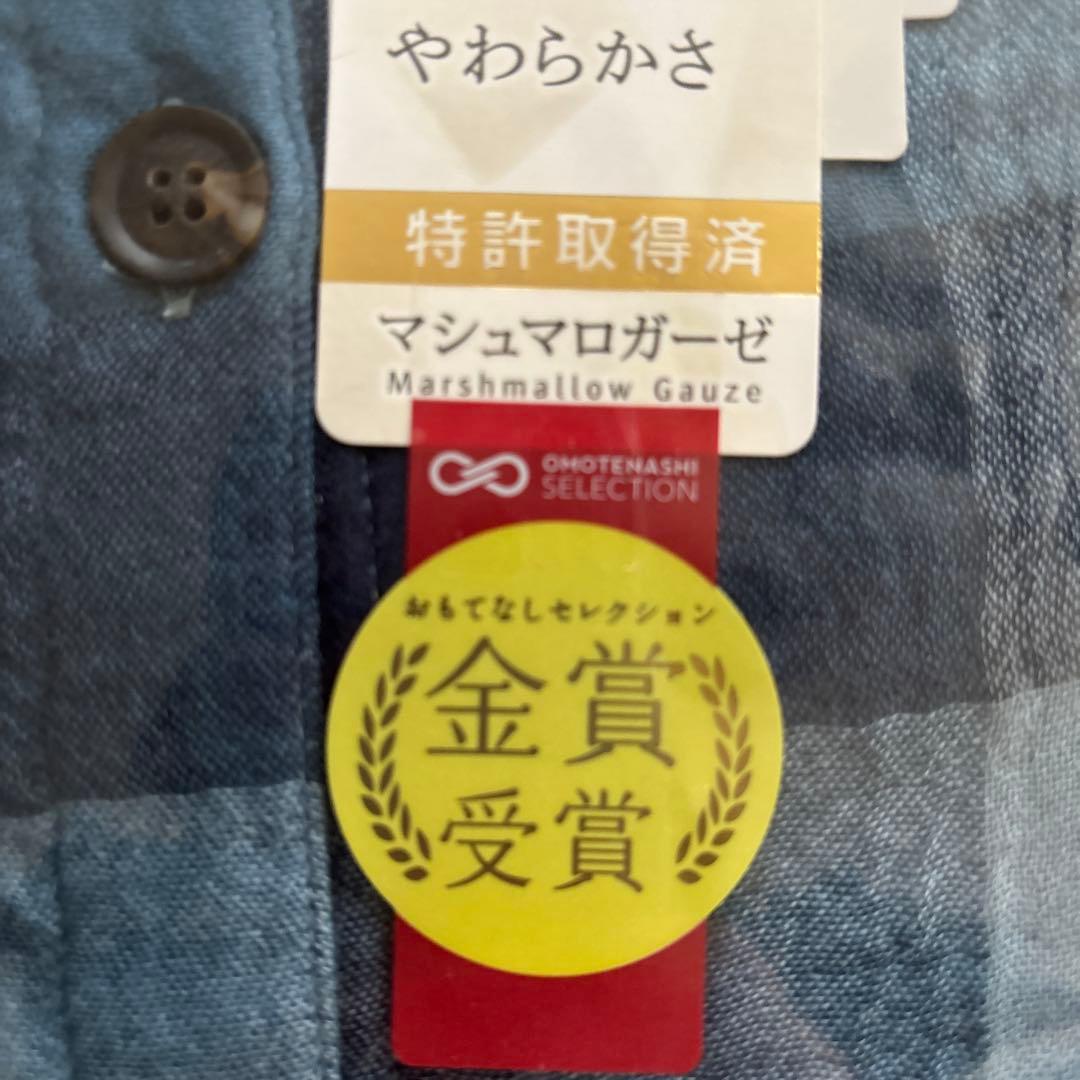 やわらかさ
特許取得済
マシュマロガーゼ
Marshmallow Gauze
OMOTENASHI
SELECTION
おもてなしセレクション
金賞
受賞